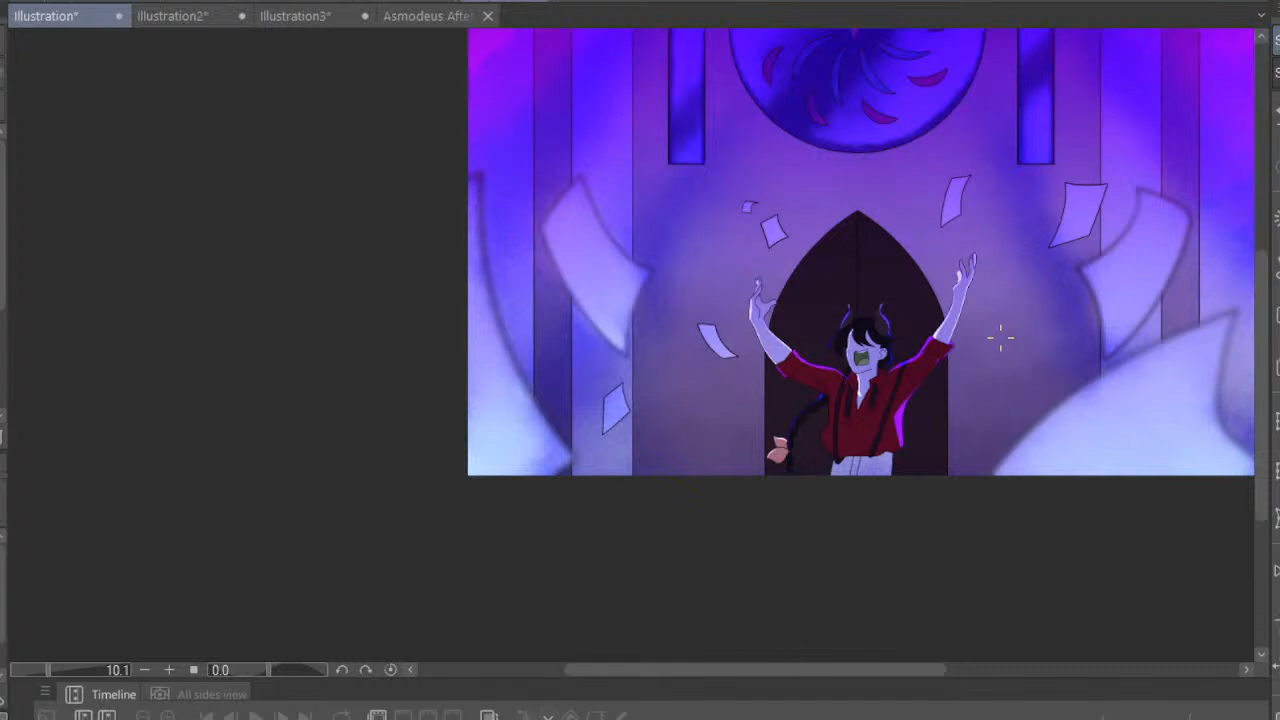 Illustration* Illustration2* Illustration3* Asmodeus Afte
10.1 0.0
Timeline All sides view